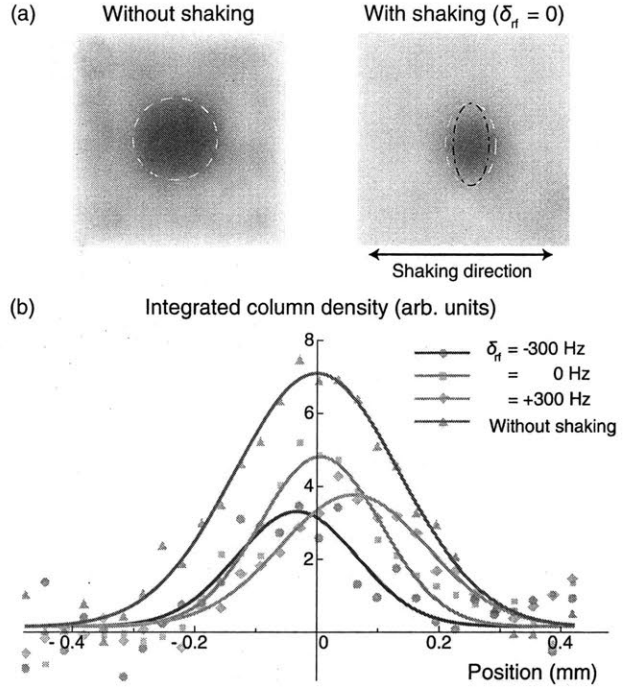 (a) Without shaking With shaking (δrf = 0)
Shaking direction
(b) Integrated column density (arb. units)
8
δrf = -300 Hz
= 0 Hz
6
= +300 Hz
Without shaking
4
2
-0.4 -0.2 0 0.2 0.4
Position (mm)